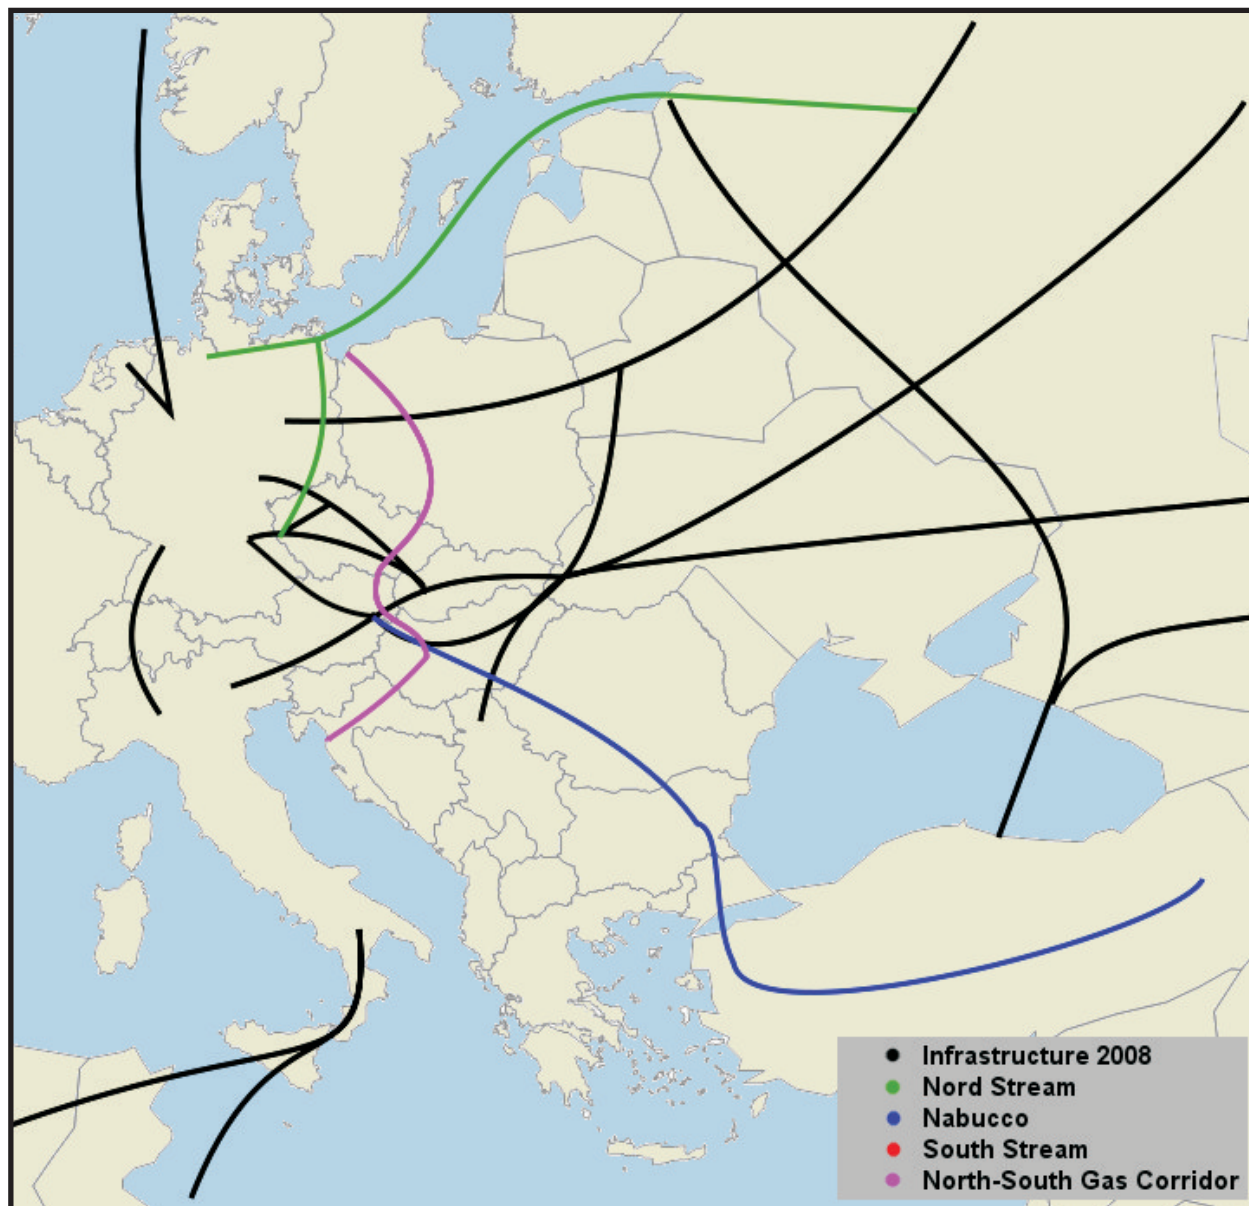 Infrastructure 2008
Nord Stream
Nabucco
South Stream
North-South Gas Corridor